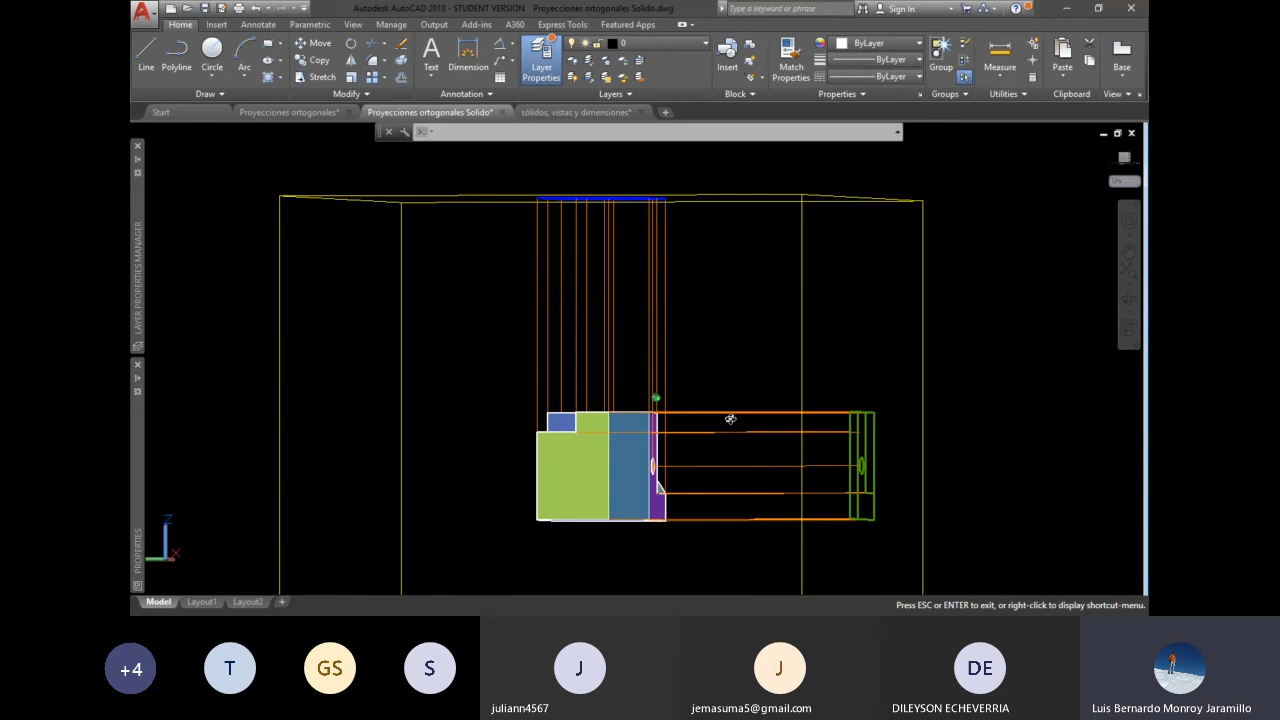 Autodesk AutoCAD 2018 - STUDENT VERSION Proyecciones ortogonales Solido.dwg
Type a keyword or phrase
Sign In
Home Insert Annotate Parametric View Manage Output Add-ins A360 Express Tools Featured Apps
Line Polyline Circle Arc
Move
Copy
Stretch
Text Dimension
Layer Properties
0
Insert
Match Properties
ByLayer
ByLayer
ByLayer
Group
Measure
Paste
Base
Draw Modify Annotation Layers Block Properties Groups Utilities Clipboard View
Start Proyecciones ortogonales* Proyecciones ortogonales Solido* sólidos, vistas y dimensiones*
LAYER PROPERTIES MANAGER
PROPERTIES
Z
X
Model Layout1 Layout2
Press ESC or ENTER to exit, or right-click to display shortcut-menu.
+4 T GS S J J DE
juliann4567 jemasuma5@gmail.com DILEYSON ECHEVERRIA Luis Bernardo Monroy Jaramillo